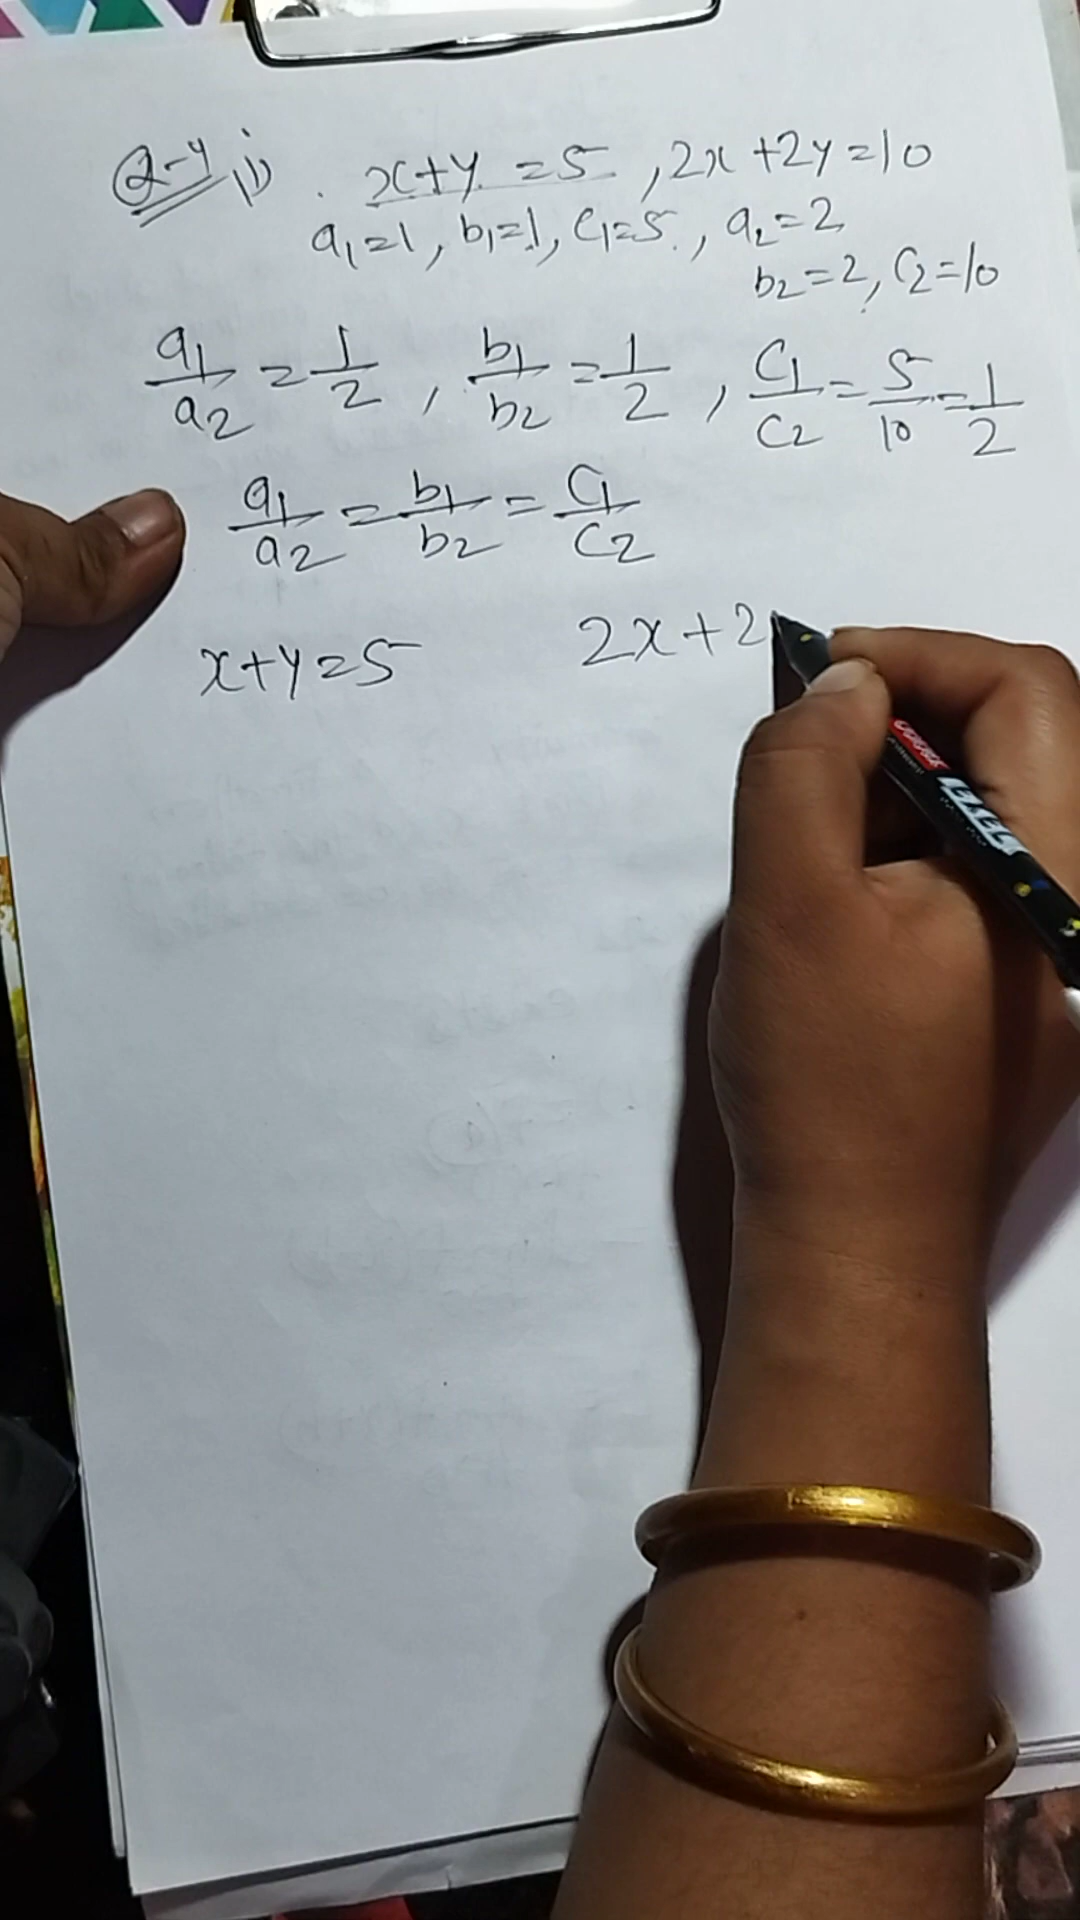 Q-4 i) . x+y = 5 , 2x +2y =10
a₁=1, b₁=1, C₁=5., a₂=2
b₂=2, C₂=10
a₁/a₂ = 1/2 , b₁/b₂ = 1/2 , C₁/C₂ = 5/10 = 1/2
a₁/a₂ = b₁/b₂ = C₁/C₂
x+y=5 2x+2